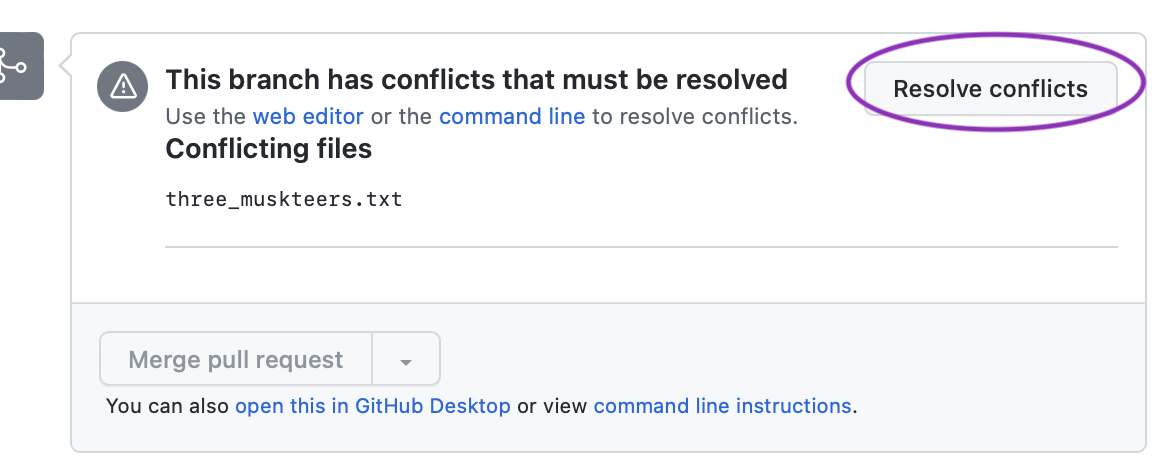 This branch has conflicts that must be resolved
Resolve conflicts
Use the web editor or the command line to resolve conflicts.
Conflicting files
three_muskteers.txt
Merge pull request
You can also open this in GitHub Desktop or view command line instructions.